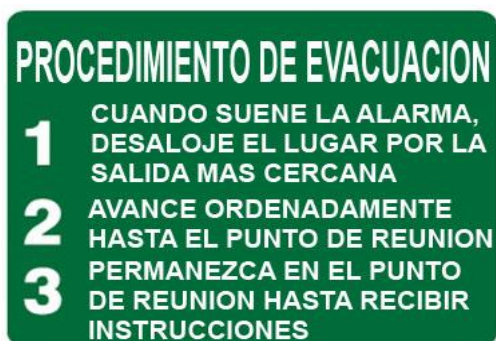 PROCEDIMIENTO DE EVACUACION
1 CUANDO SUENE LA ALARMA,
DESALOJE EL LUGAR POR LA
SALIDA MAS CERCANA
2 AVANCE ORDENADAMENTE
HASTA EL PUNTO DE REUNION
3 PERMANEZCA EN EL PUNTO
DE REUNION HASTA RECIBIR
INSTRUCCIONES